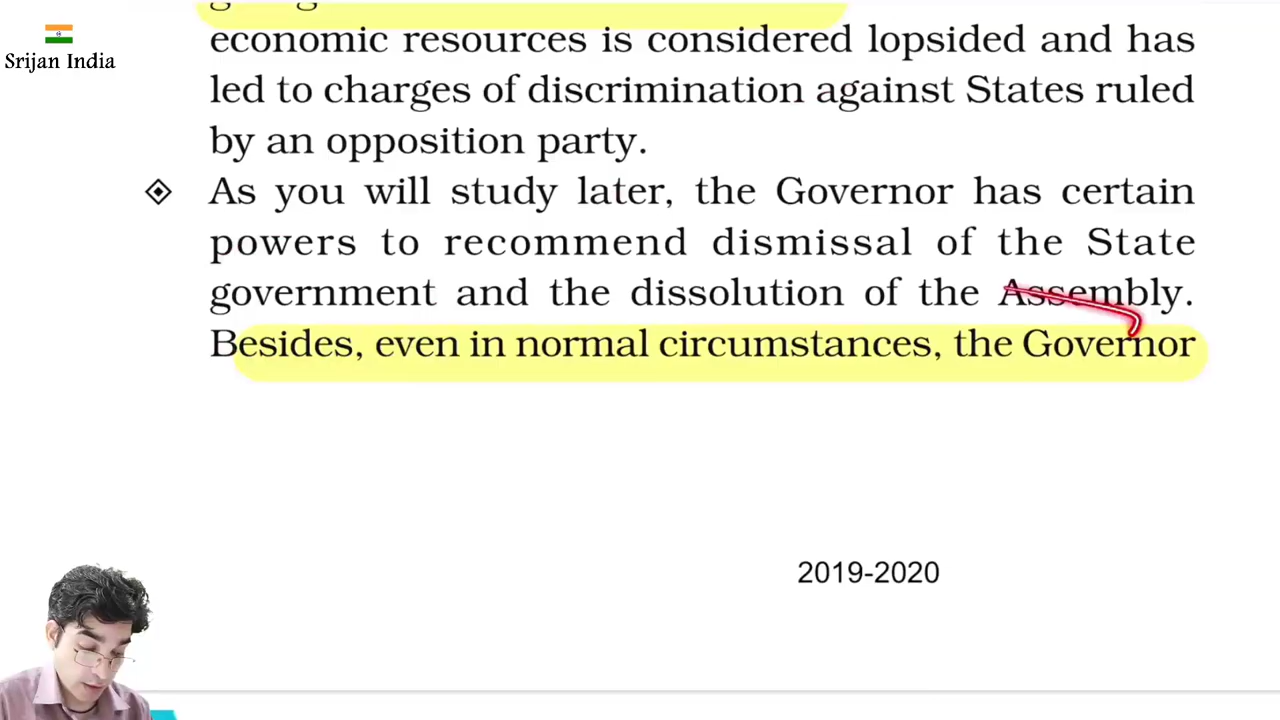 Srijan India
economic resources is considered lopsided and has
led to charges of discrimination against States ruled
by an opposition party.
As you will study later, the Governor has certain
powers to recommend dismissal of the State
government and the dissolution of the Assembly.
Besides, even in normal circumstances, the Governor
2019-2020